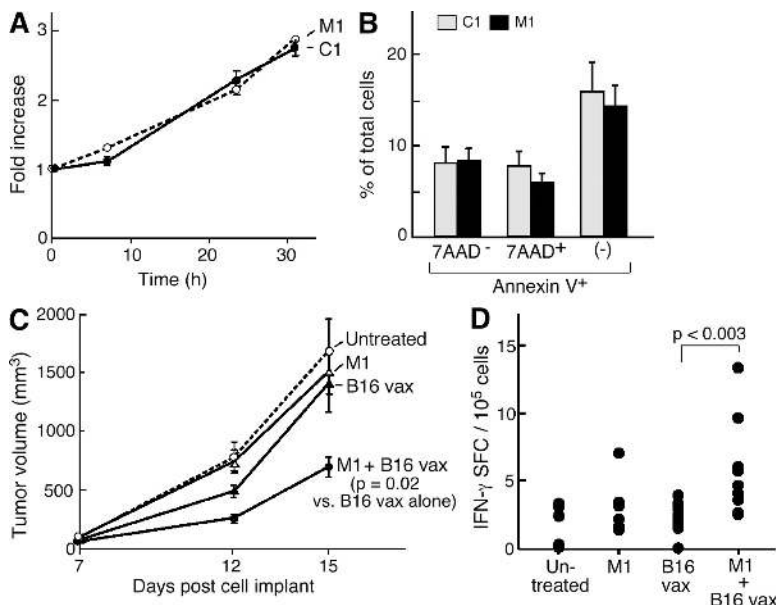 A
3
2
1
0
Fold increase
0
10
20
30
Time (h)
M1
C1
B
C1
M1
20
10
0
% of total cells
7AAD-
7AAD+
(-)
Annexin V+
C
2000
1500
1000
500
0
Tumor volume (mm3)
7
12
15
Days post cell implant
Untreated
M1
B16 vax
M1 + B16 vax
(p = 0.02
vs. B16 vax alone)
D
p < 0.003
15
10
5
0
IFN-γ SFC / 105 cells
Un-
treated
M1
B16
vax
M1
+
B16 vax